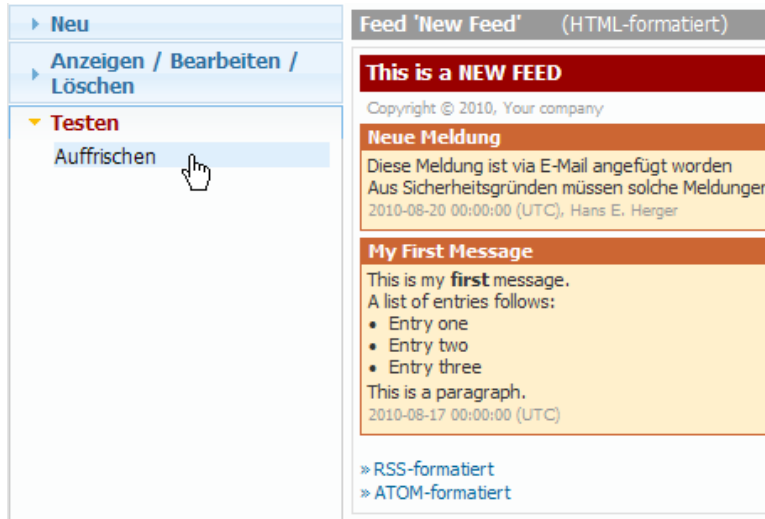 Neu
Anzeigen / Bearbeiten /
Löschen
Testen
Auffrischen
Feed 'New Feed' (HTML-formatiert)
This is a NEW FEED
Copyright © 2010, Your company
Neue Meldung
Diese Meldung ist via E-Mail angefügt worden
Aus Sicherheitsgründen müssen solche Meldungen
2010-08-20 00:00:00 (UTC), Hans E. Herger
My First Message
This is my first message.
A list of entries follows:
• Entry one
• Entry two
• Entry three
This is a paragraph.
2010-08-17 00:00:00 (UTC)
» RSS-formatiert
» ATOM-formatiert